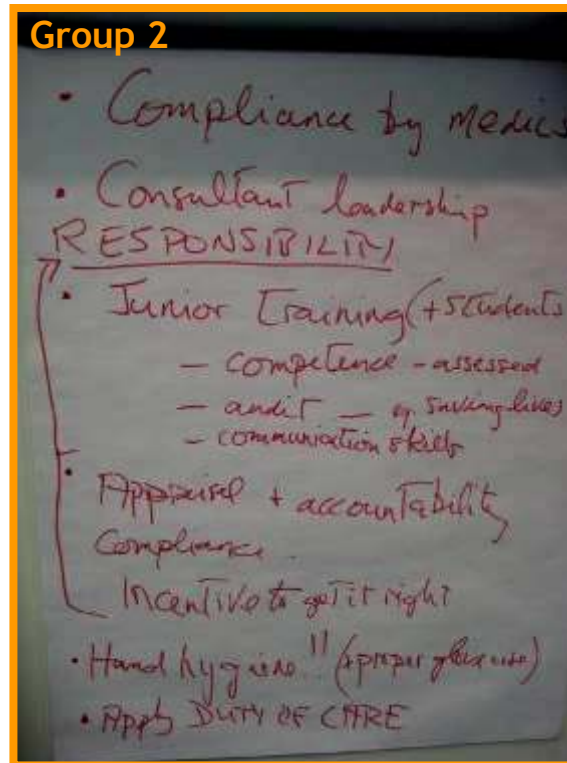 Group 2
• Compliance by medics
• Consultant leadership
RESPONSIBILITY
• Junior Training (+ students
— competence - assessed
— audit — eg Saving lives)
— communication skills
• Appraisal + accountability
Compliance.
Incentive to get it right
• Hand hygiene !! (+ proper glove use)
• Apply DUTY OF CARE